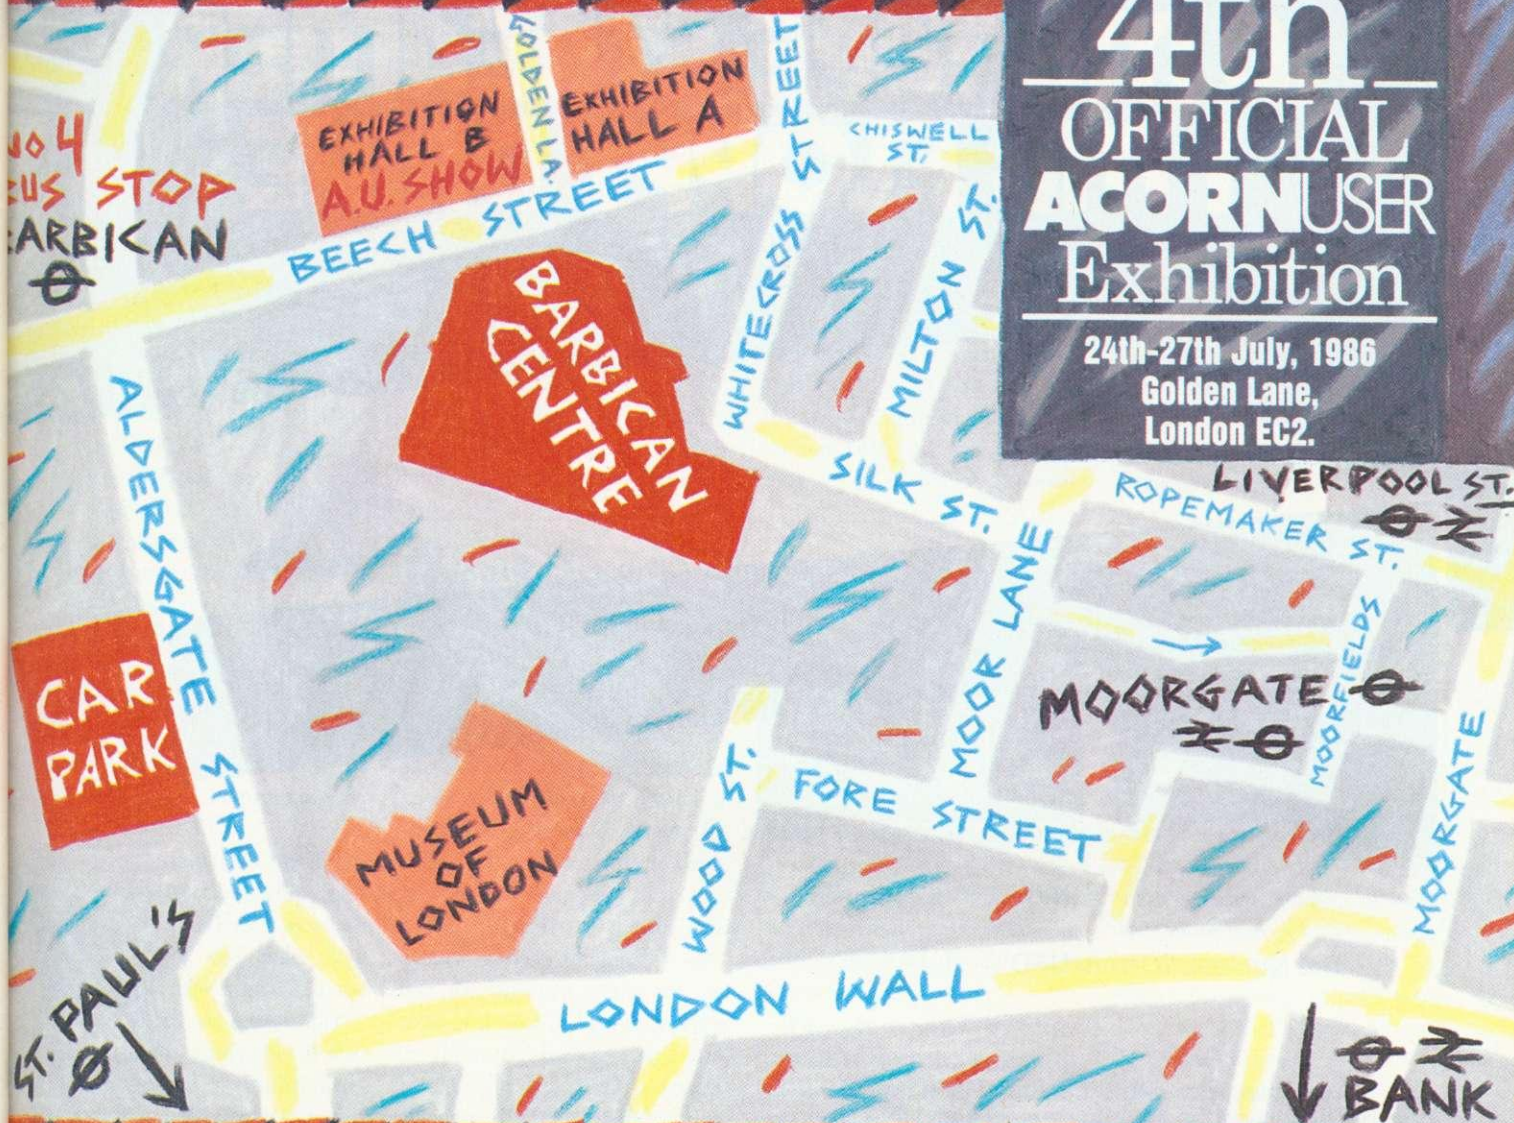 4th
OFFICIAL
ACORNUSER
Exhibition
24th-27th July, 1986
Golden Lane,
London EC2.
GOLDEN LA.
EXHIBITION
HALL B
A.U. SHOW
EXHIBITION
HALL A
STREET
WHITECROSS
CHISWELL
ST.
No 4
BUS STOP
BARBICAN
BEECH STREET
BARBICAN
CENTRE
MILTON ST.
SILK ST.
LIVERPOOL ST.
ROPEMAKER ST.
ALDERSGATE STREET
CAR
PARK
MOOR LANE
MOORGATE
MOORFIELDS
MOORGATE
MUSEUM
OF
LONDON
WOOD ST.
FORE STREET
ST. PAUL'S
LONDON WALL
BANK